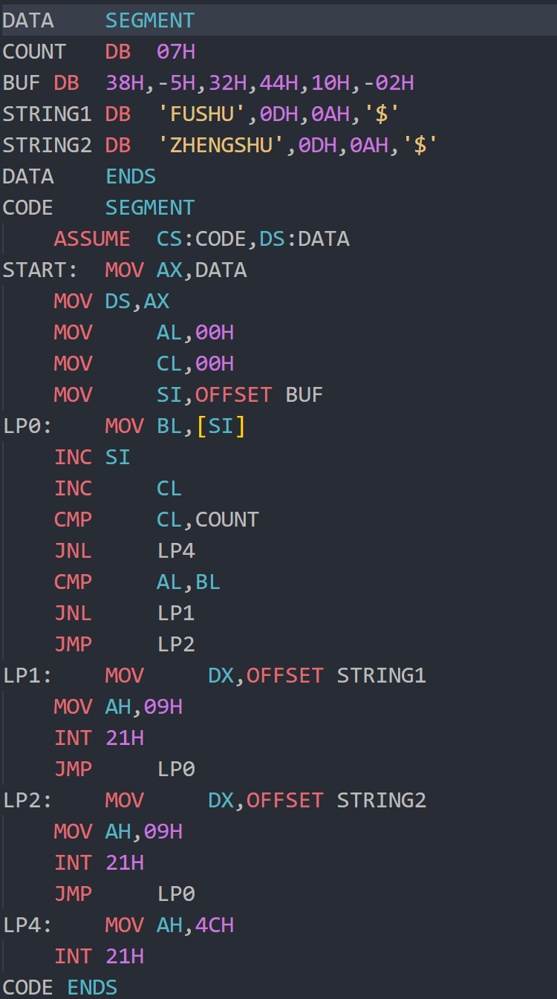 DATA    SEGMENT
COUNT   DB  07H
BUF DB  38H,-5H,32H,44H,10H,-02H
STRING1 DB  'FUSHU',0DH,0AH,'$'
STRING2 DB  'ZHENGSHU',0DH,0AH,'$'
DATA    ENDS
CODE    SEGMENT
    ASSUME  CS:CODE,DS:DATA
START:  MOV AX,DATA
    MOV DS,AX
    MOV     AL,00H
    MOV     CL,00H
    MOV     SI,OFFSET BUF
LP0:    MOV BL,[SI]
    INC SI
    INC     CL
    CMP     CL,COUNT
    JNL     LP4
    CMP     AL,BL
    JNL     LP1
    JMP     LP2
LP1:    MOV     DX,OFFSET STRING1
    MOV AH,09H
    INT 21H
    JMP     LP0
LP2:    MOV     DX,OFFSET STRING2
    MOV AH,09H
    INT 21H
    JMP     LP0
LP4:    MOV AH,4CH
    INT 21H
CODE ENDS